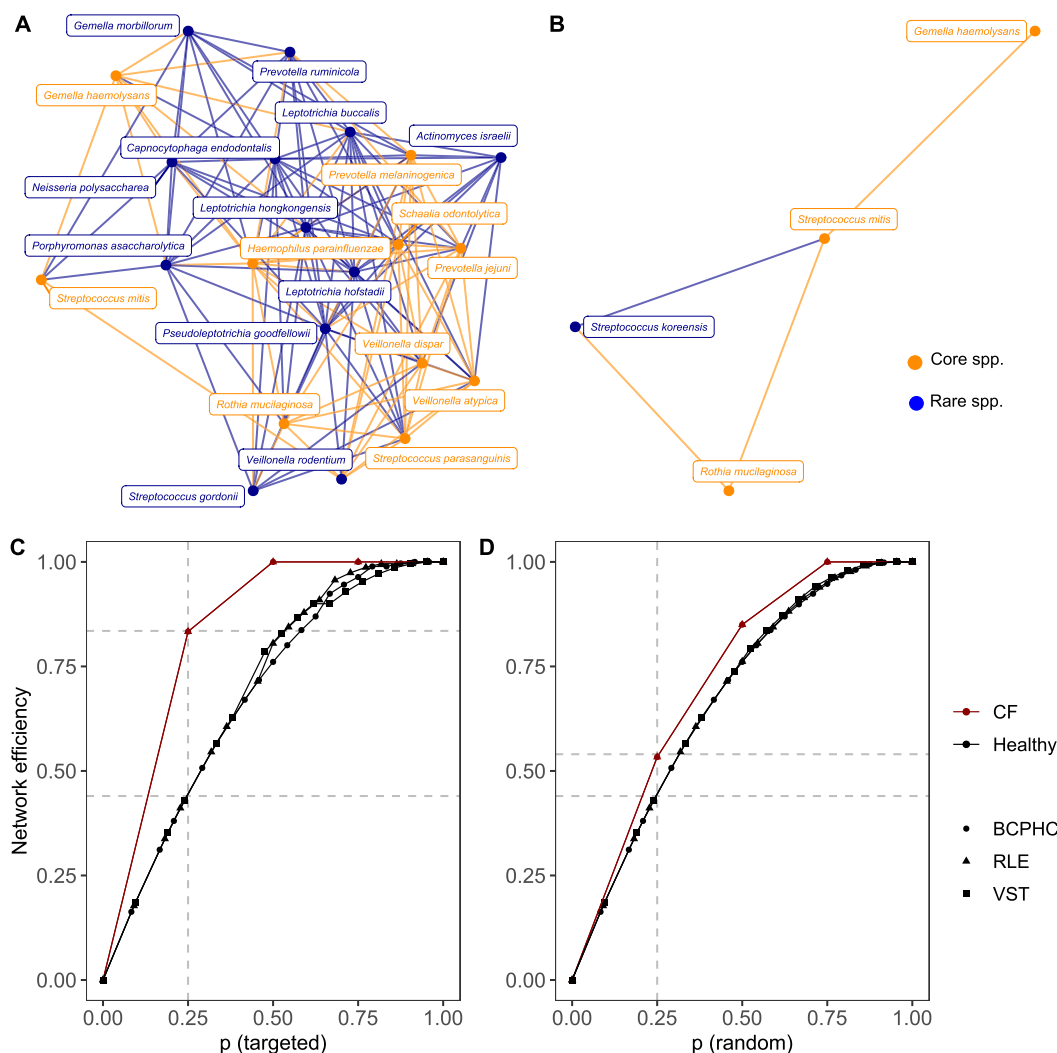 A
Gemella morbillorum
Prevotella ruminicola
Gemella haemolysans
Leptotrichia buccalis
Actinomyces israelii
Capnocytophaga endodontalis
Prevotella melaninogenica
Neisseria polysaccharea
Leptotrichia hongkongensis
Schaalia odontolytica
Porphyromonas asaccharolytica
Haemophilus parainfluenzae
Prevotella jejuni
Streptococcus mitis
Leptotrichia hofstadii
Pseudoleptotrichia goodfellowii
Veillonella dispar
Rothia mucilaginosa
Veillonella atypica
Veillonella rodentium
Streptococcus parasanguinis
Streptococcus gordonii
B
Gemella haemolysans
Streptococcus mitis
Streptococcus koreensis
Rothia mucilaginosa
Core spp.
Rare spp.
C
Network efficiency
1.00
0.75
0.50
0.25
0.00
0.00 0.25 0.50 0.75 1.00
p (targeted)
D
1.00
0.75
0.50
0.25
0.00
0.00 0.25 0.50 0.75 1.00
p (random)
CF
Healthy
BCPHC
RLE
VST